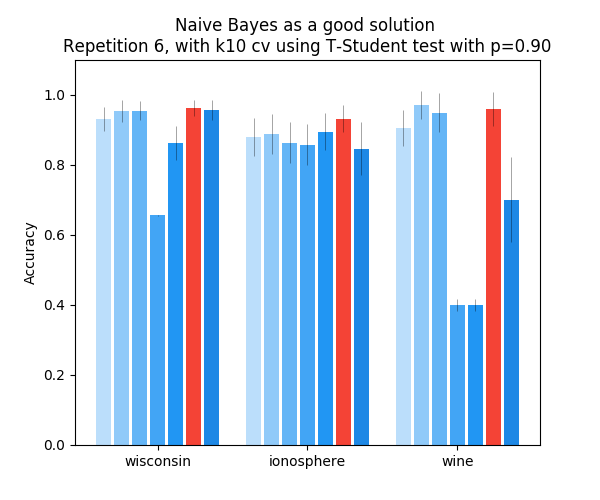 Naive Bayes as a good solution
Repetition 6, with k10 cv using T-Student test with p=0.90
1.0
0.8
0.6
0.4
0.2
0.0
Accuracy
wisconsin ionosphere wine